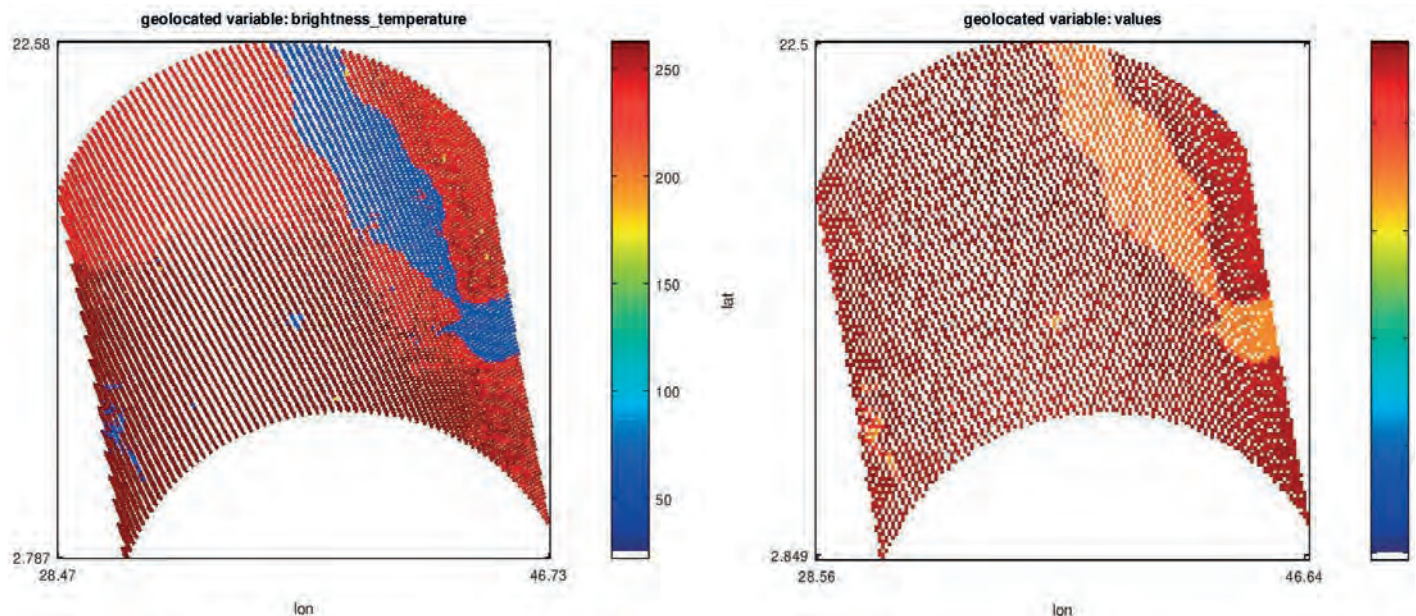 geolocated variable: brightness_temperature
22.58
2.787
28.47
46.73
lon
250
200
150
100
50
geolocated variable: values
22.5
lat
2.849
28.56
46.64
lon